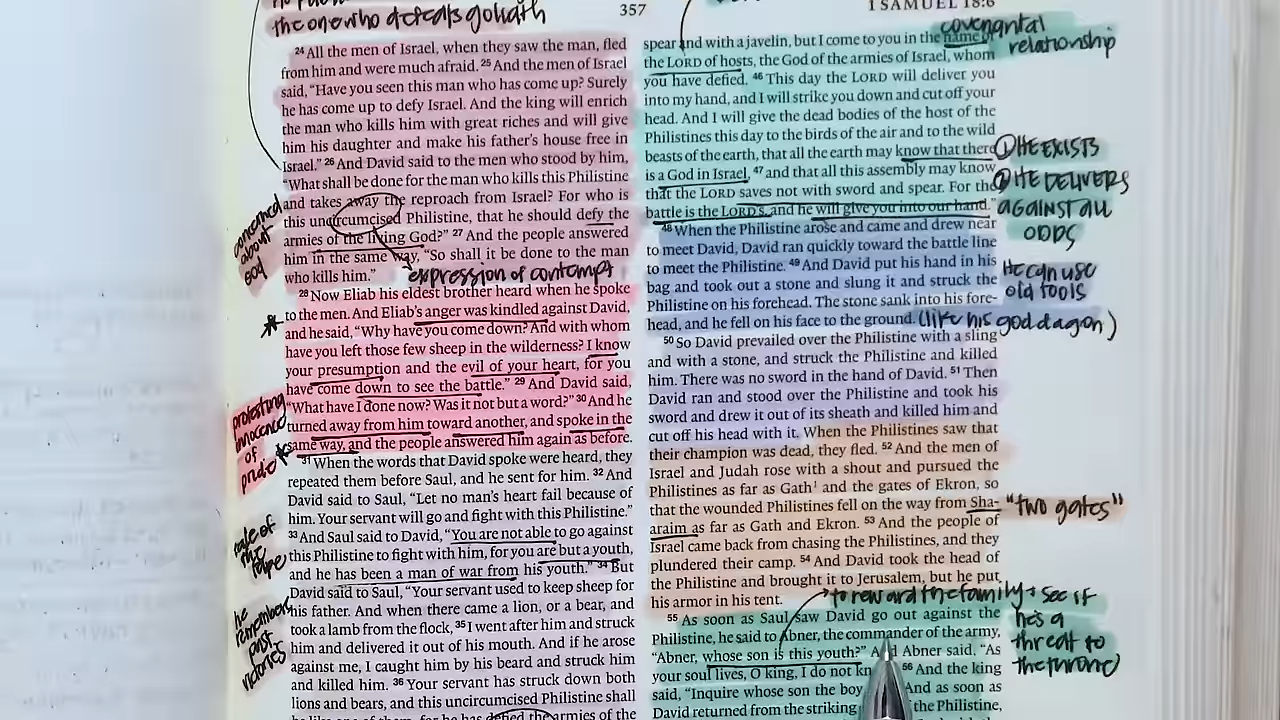 the one who defeats goliath
357
1 SAMUEL 18:6
24 All the men of Israel, when they saw the man, fled
from him and were much afraid. 25 And the men of Israel
said, “Have you seen this man who has come up? Surely
he has come up to defy Israel. And the king will enrich
the man who kills him with great riches and will give
him his daughter and make his father's house free in
Israel.” 26 And David said to the men who stood by him,
“What shall be done for the man who kills this Philistine
and takes away the reproach from Israel? For who is
this uncircumcised Philistine, that he should defy the
armies of the living God?” 27 And the people answered
him in the same way, “So shall it be done to the man
who kills him.”
expression of contempt
concerned
about
God
28 Now Eliab his eldest brother heard when he spoke
to the men. And Eliab's anger was kindled against David,
and he said, “Why have you come down? And with whom
have you left those few sheep in the wilderness? I know
your presumption and the evil of your heart, for you
have come down to see the battle.” 29 And David said,
“What have I done now? Was it not but a word?” 30 And he
turned away from him toward another, and spoke in the
same way, and the people answered him again as before.
protesting
innocence
of
pride
31 When the words that David spoke were heard, they
repeated them before Saul, and he sent for him. 32 And
David said to Saul, “Let no man's heart fail because of
him. Your servant will go and fight with this Philistine.”
33 And Saul said to David, “You are not able to go against
this Philistine to fight with him, for you are but a youth,
and he has been a man of war from his youth.” 34 But
David said to Saul, “Your servant used to keep sheep for
his father. And when there came a lion, or a bear, and
took a lamb from the flock, 35 I went after him and struck
him and delivered it out of his mouth. And if he arose
against me, I caught him by his beard and struck him
and killed him. 36 Your servant has struck down both
lions and bears, and this uncircumcised Philistine shall
be like one of them, for he has defied the armies of the
tale of
the
tape
he
remembers
past
victories
spear and with a javelin, but I come to you in the name of
the LORD of hosts, the God of the armies of Israel, whom
you have defied. 46 This day the LORD will deliver you
into my hand, and I will strike you down and cut off your
head. And I will give the dead bodies of the host of the
Philistines this day to the birds of the air and to the wild
beasts of the earth, that all the earth may know that there
is a God in Israel, 47 and that all this assembly may know
that the LORD saves not with sword and spear. For the
battle is the LORD's, and he will give you into our hand.”
covenantal
relationship
① HE EXISTS
② HE DELIVERS
AGAINST ALL
ODDS
48 When the Philistine arose and came and drew near
to meet David, David ran quickly toward the battle line
to meet the Philistine. 49 And David put his hand in his
bag and took out a stone and slung it and struck the
Philistine on his forehead. The stone sank into his fore-
head, and he fell on his face to the ground. (like his god dagon)
He can use
old tools
50 So David prevailed over the Philistine with a sling
and with a stone, and struck the Philistine and killed
him. There was no sword in the hand of David. 51 Then
David ran and stood over the Philistine and took his
sword and drew it out of its sheath and killed him and
cut off his head with it. When the Philistines saw that
their champion was dead, they fled. 52 And the men of
Israel and Judah rose with a shout and pursued the
Philistines as far as Gath¹ and the gates of Ekron, so
that the wounded Philistines fell on the way from Sha-
araim as far as Gath and Ekron. 53 And the people of
Israel came back from chasing the Philistines, and they
plundered their camp. 54 And David took the head of
the Philistine and brought it to Jerusalem, but he put
his armor in his tent.
“two gates”
to reward the family + see if
he's a
threat to
the throne
55 As soon as Saul saw David go out against the
Philistine, he said to Abner, the commander of the army,
“Abner, whose son is this youth?” And Abner said, “As
your soul lives, O king, I do not kn
56 And the king
said, “Inquire whose son the boy
And as soon as
David returned from the striking
the Philistine,